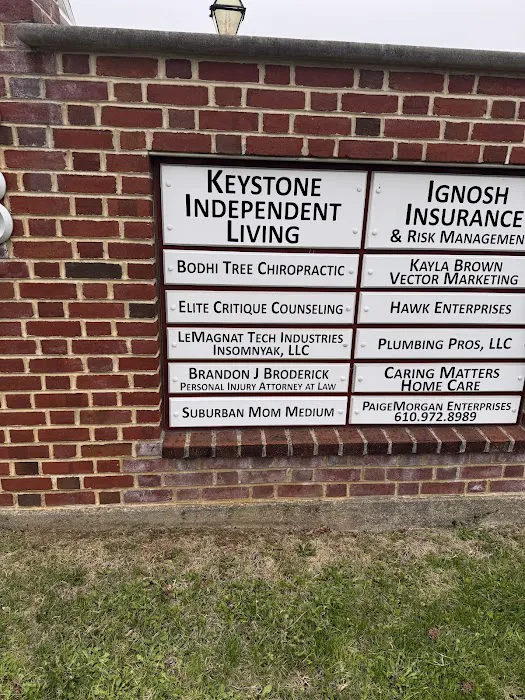 KEYSTONE
INDEPENDENT
LIVING
BODHI TREE CHIROPRACTIC
ELITE CRITIQUE COUNSELING
LEMAGNAT TECH INDUSTRIES
INSOMNYAK, LLC
BRANDON J BRODERICK
PERSONAL INJURY ATTORNEY AT LAW
SUBURBAN MOM MEDIUM
IGNOSH
INSURANCE
& RISK MANAGEMEN
KAYLA BROWN
VECTOR MARKETING
HAWK ENTERPRISES
PLUMBING PROS, LLC
CARING MATTERS
HOME CARE
PAIGEMORGAN ENTERPRISES
610.972.8989